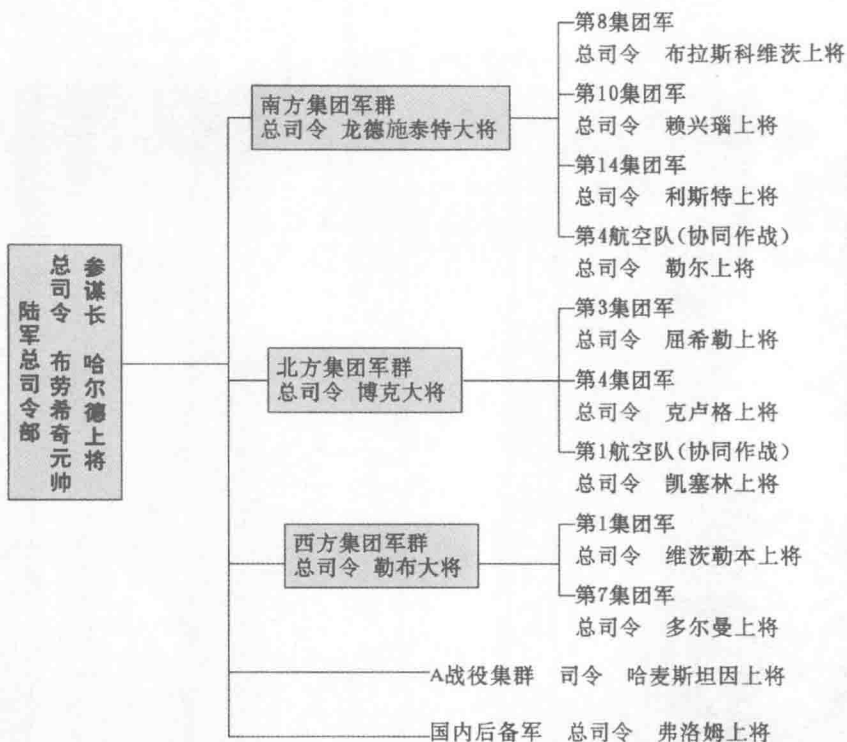 陆军总司令部
总司令 布劳希奇元帅
参谋长 哈尔德上将
南方集团军群
总司令 龙德施泰特大将
第8集团军
总司令 布拉斯科维茨上将
第10集团军
总司令 赖兴瑙上将
第14集团军
总司令 利斯特上将
第4航空队(协同作战)
总司令 勒尔上将
北方集团军群
总司令 博克大将
第3集团军
总司令 屈希勒上将
第4集团军
总司令 克卢格上将
第1航空队(协同作战)
总司令 凯塞林上将
西方集团军群
总司令 勒布大将
第1集团军
总司令 维茨勒本上将
第7集团军
总司令 多尔曼上将
A战役集群 司令 哈麦斯坦因上将
国内后备军 总司令 弗洛姆上将